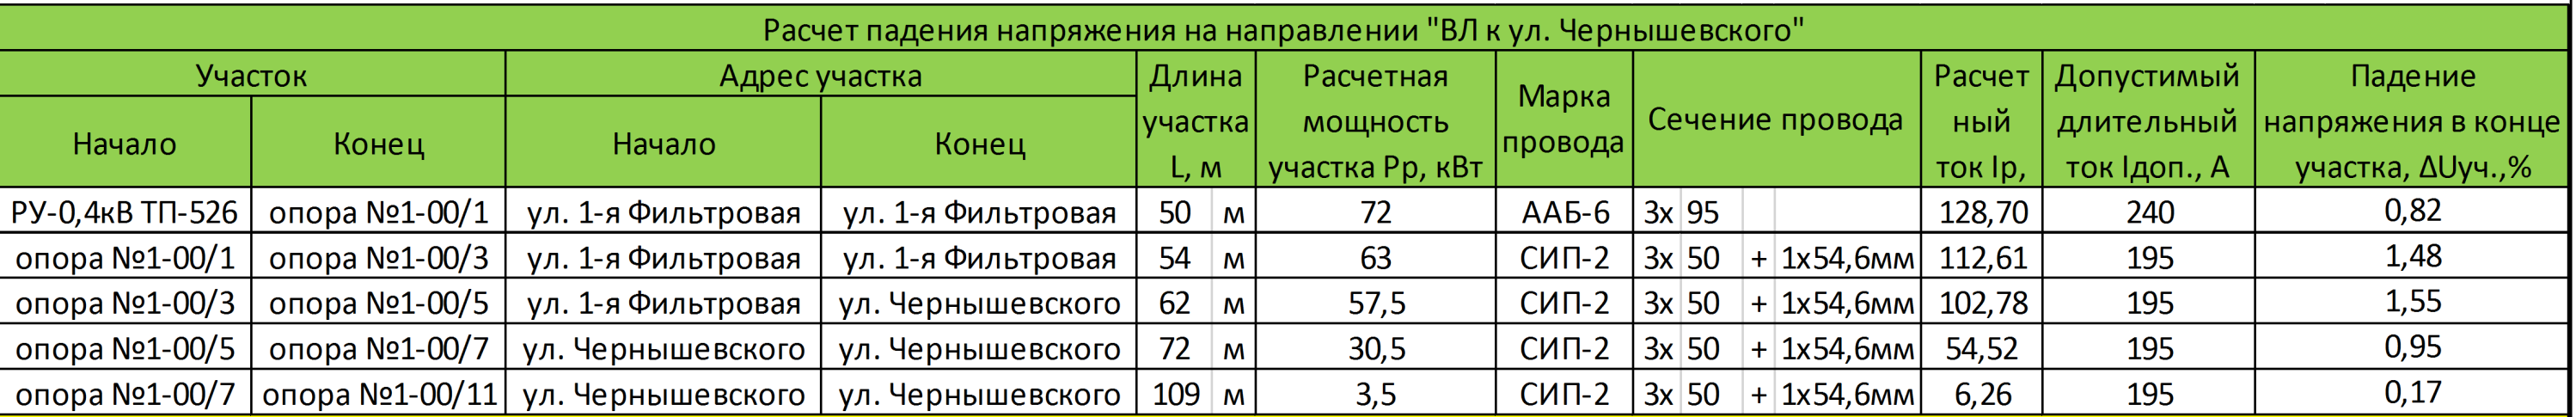 Расчет падения напряжения на направлении "ВЛ к ул. Чернышевского"
Участок Адрес участка Длина участка L, м Расчетная мощность участка Рр, кВт Марка провода Сечение провода Расчет ный ток Iр, Допустимый длительный ток Iдоп., А Падение напряжения в конце участка, ΔUуч.,%
Начало Конец Начало Конец
РУ-0,4кВ ТП-526 опора №1-00/1 ул. 1-я Фильтровая ул. 1-я Фильтровая 50 м 72 ААБ-6 3х 95 128,70 240 0,82
опора №1-00/1 опора №1-00/3 ул. 1-я Фильтровая ул. 1-я Фильтровая 54 м 63 СИП-2 3х 50 + 1х54,6мм 112,61 195 1,48
опора №1-00/3 опора №1-00/5 ул. 1-я Фильтровая ул. Чернышевского 62 м 57,5 СИП-2 3х 50 + 1х54,6мм 102,78 195 1,55
опора №1-00/5 опора №1-00/7 ул. Чернышевского ул. Чернышевского 72 м 30,5 СИП-2 3х 50 + 1х54,6мм 54,52 195 0,95
опора №1-00/7 опора №1-00/11 ул. Чернышевского ул. Чернышевского 109 м 3,5 СИП-2 3х 50 + 1х54,6мм 6,26 195 0,17